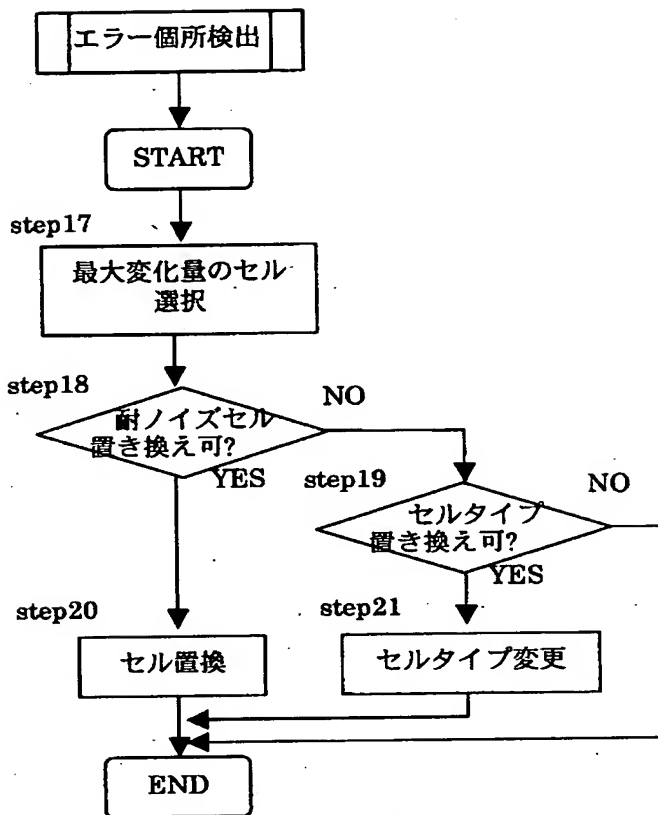 エラー個所検出
START
step17
最大変化量のセル
選択
step18
NO
耐ノイズセル
置き換え可?
YES
step19
NO
セルタイプ
置き換え可?
YES
step20
step21
セル置換
セルタイプ変更
END